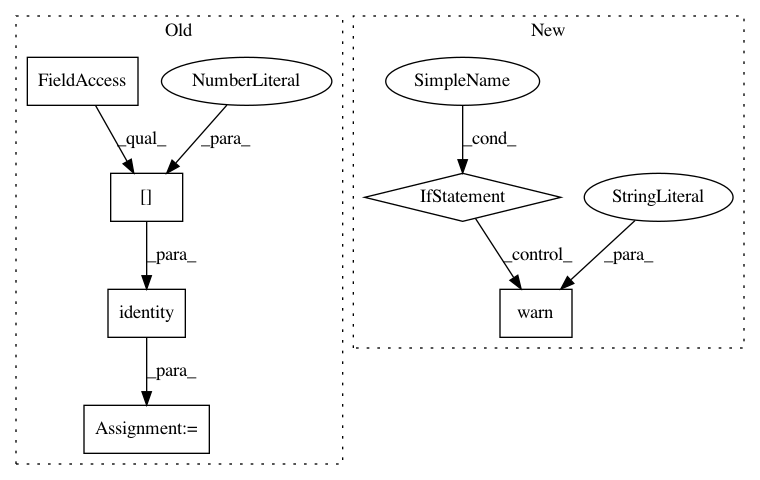 Old
New
FieldAccess
NumberLiteral
SimpleName
_qual_
_para_
_cond_
[]
IfStatement
StringLiteral
_para_
_control_
_para_
identity
warn
_para_
Assignment:=